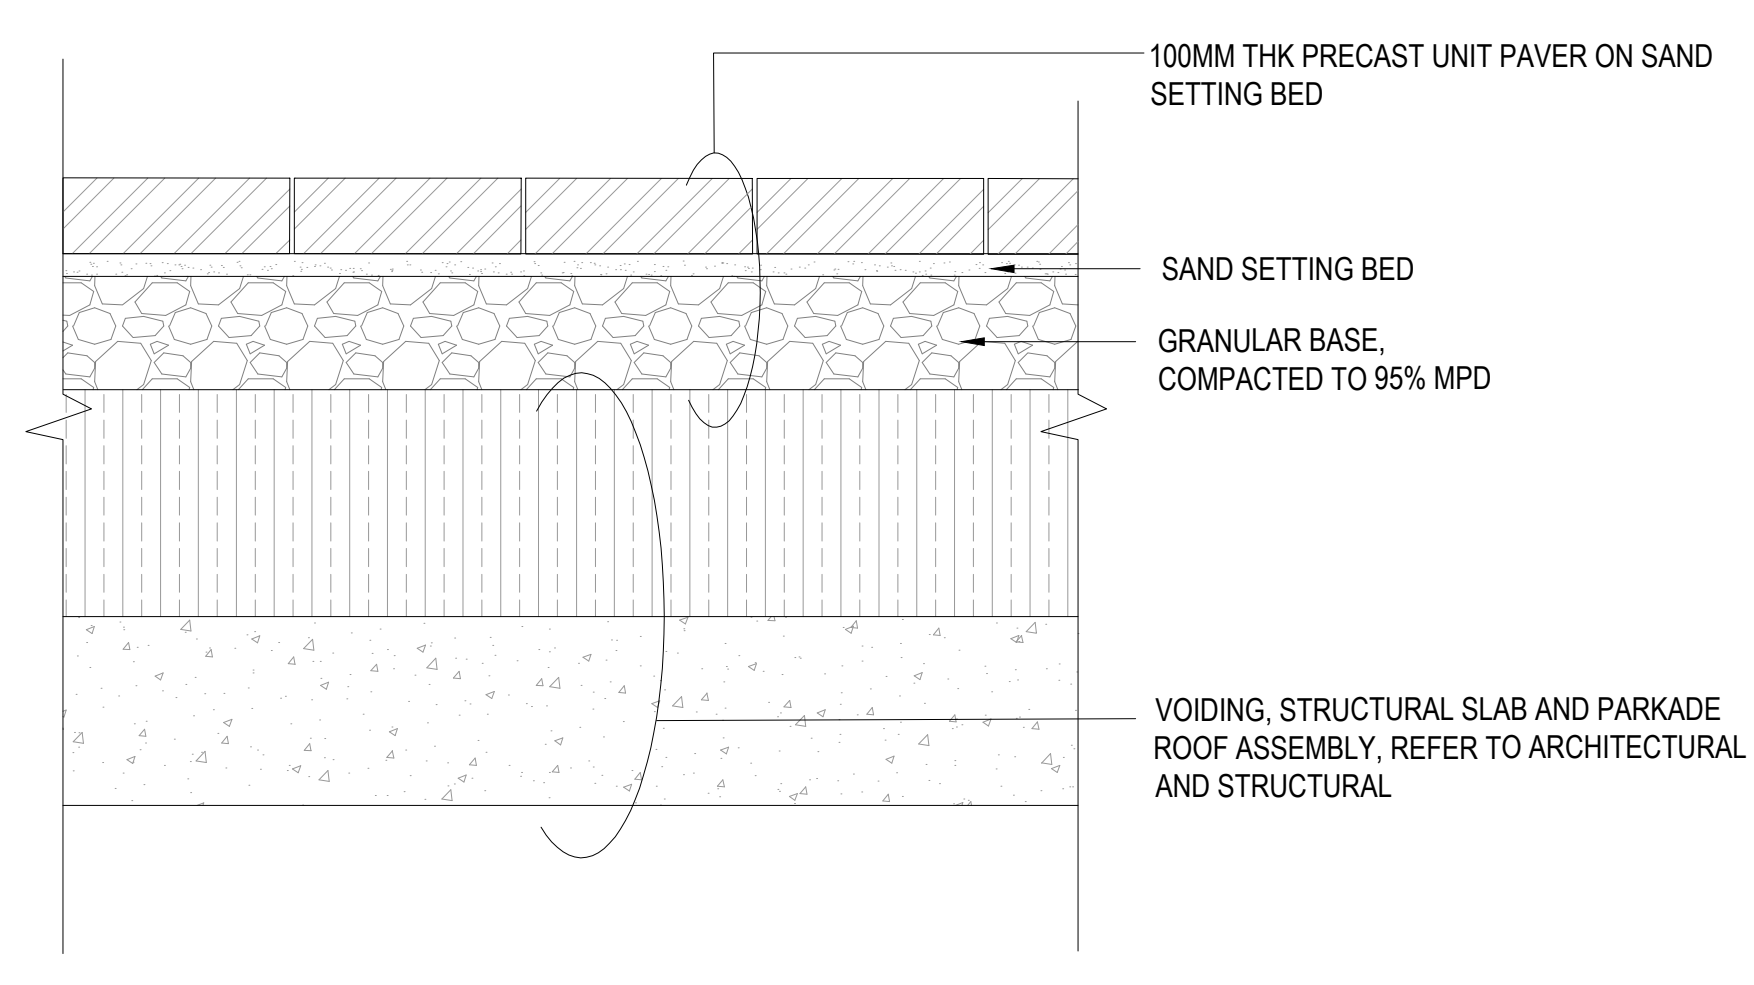 100MM THK PRECAST UNIT PAVER ON SAND
SETTING BED
SAND SETTING BED
GRANULAR BASE,
COMPACTED TO 95% MPD
VOIDING, STRUCTURAL SLAB AND PARKADE
ROOF ASSEMBLY, REFER TO ARCHITECTURAL
AND STRUCTURAL